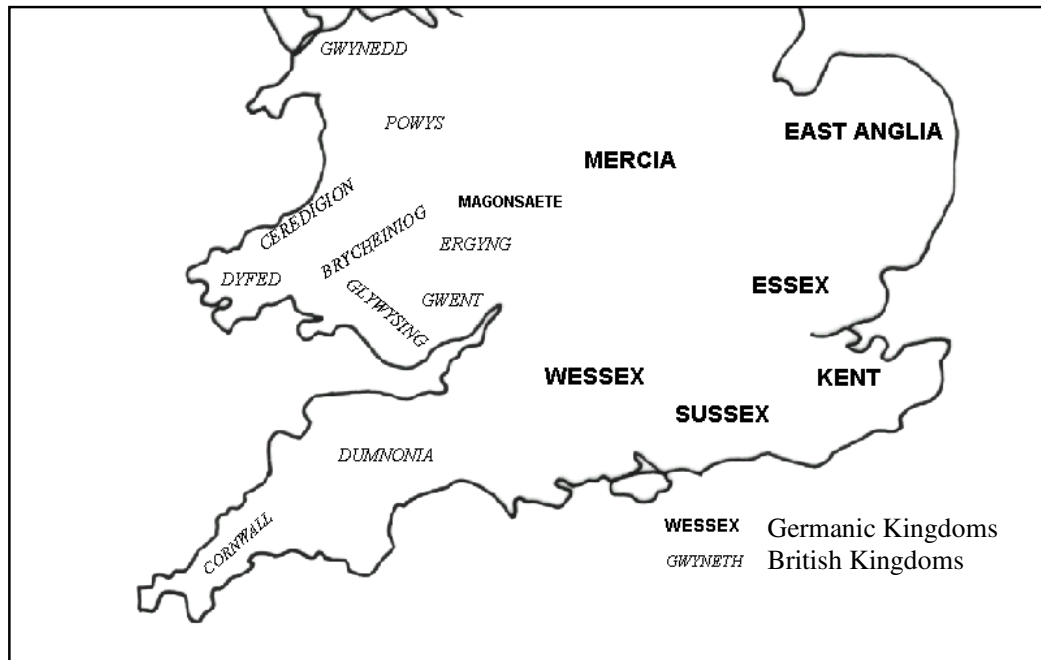 GWYNEDD
POWYS
EAST ANGLIA
MERCIA
MAGONSAETE
CEREDIGION
BRYCHEINIOG
ERGYNG
DYFED
GLYWYSING
GWENT
ESSEX
WESSEX
KENT
SUSSEX
DUMNONIA
CORNWALL
WESSEX Germanic Kingdoms
GWYNETH British Kingdoms